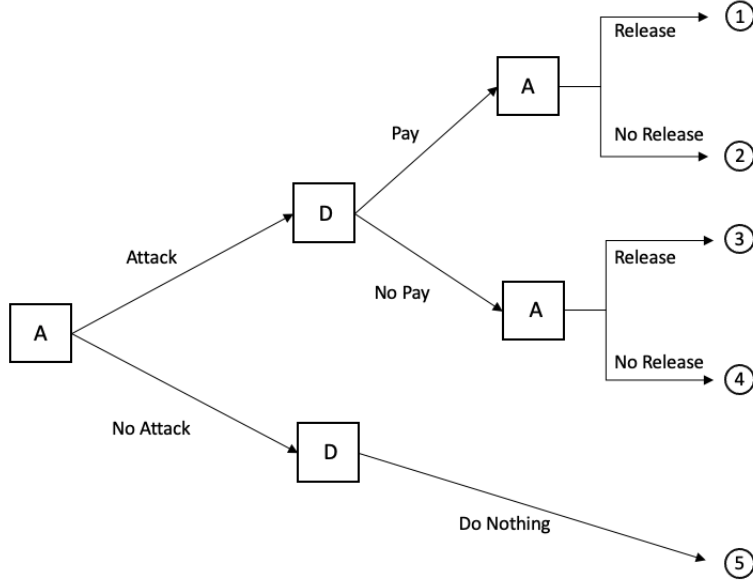 1
Release
A
Pay
No Release
2
D
Attack
3
Release
No Pay
A
A
No Release
4
No Attack
D
Do Nothing
5